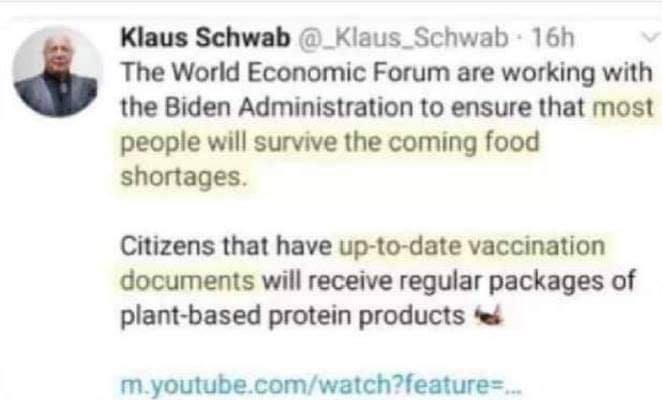 Klaus Schwab @_Klaus_Schwab · 16h
The World Economic Forum are working with
the Biden Administration to ensure that most
people will survive the coming food
shortages.
Citizens that have up-to-date vaccination
documents will receive regular packages of
plant-based protein products
m.youtube.com/watch?feature=...